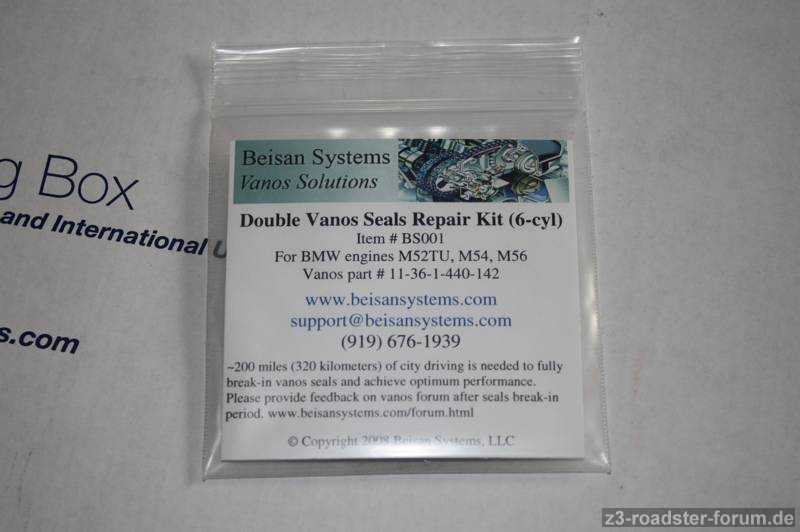 g Box
and International U
s.com
Beisan Systems
Vanos Solutions
Double Vanos Seals Repair Kit (6-cyl)
Item # BS001
For BMW engines M52TU, M54, M56
Vanos part # 11-36-1-440-142
www.beisansystems.com
support@beisansystems.com
(919) 676-1939
~200 miles (320 kilometers) of city driving is needed to fully
break-in vanos seals and achieve optimum performance.
Please provide feedback on vanos forum after seals break-in
period. www.beisansystems.com/forum.html
© Copyright 2008 Beisan Systems, LLC
z3-roadster-forum.de